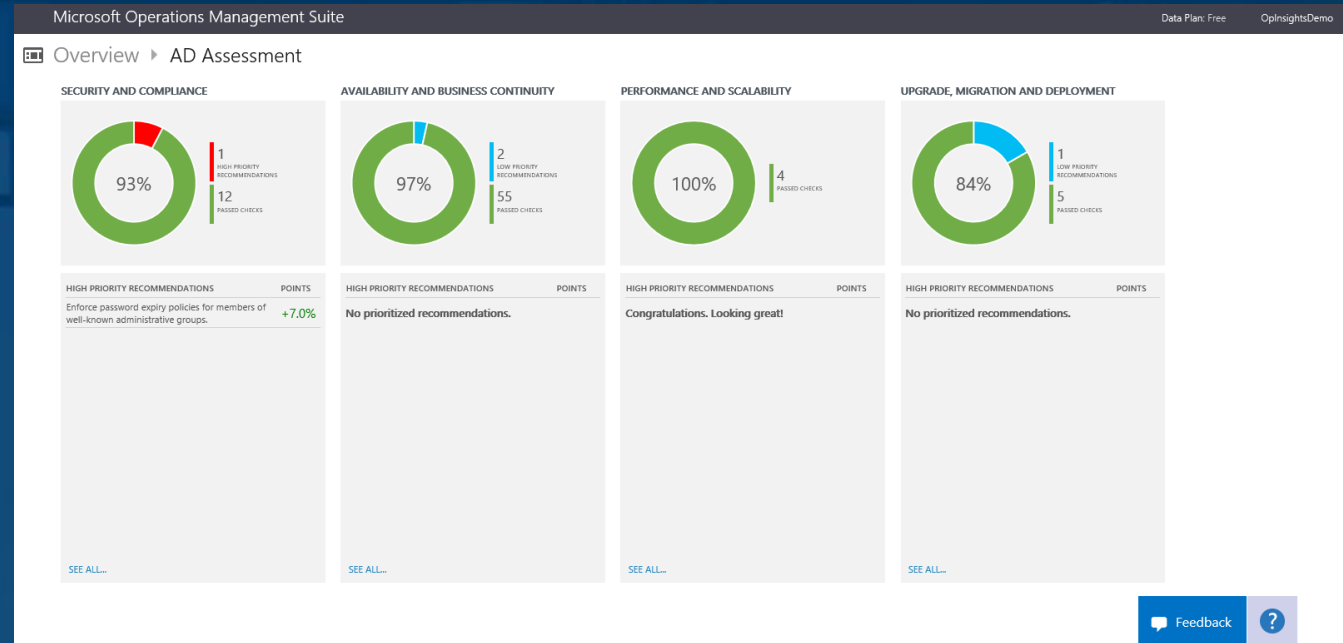 Microsoft Operations Management Suite
Data Plan: Free
OpInsightsDemo
Overview
AD Assessment
SECURITY AND COMPLIANCE
93%
1
HIGH PRIORITY
RECOMMENDATIONS
12
PASSED CHECKS
HIGH PRIORITY RECOMMENDATIONS POINTS
Enforce password expiry policies for members of
well-known administrative groups.
+7.0%
SEE ALL...
AVAILABILITY AND BUSINESS CONTINUITY
97%
2
LOW PRIORITY
RECOMMENDATIONS
55
PASSED CHECKS
HIGH PRIORITY RECOMMENDATIONS POINTS
No prioritized recommendations.
SEE ALL...
PERFORMANCE AND SCALABILITY
100%
4
PASSED CHECKS
HIGH PRIORITY RECOMMENDATIONS POINTS
Congratulations. Looking great!
SEE ALL...
UPGRADE, MIGRATION AND DEPLOYMENT
84%
1
LOW PRIORITY
RECOMMENDATIONS
5
PASSED CHECKS
HIGH PRIORITY RECOMMENDATIONS POINTS
No prioritized recommendations.
SEE ALL...
Feedback
?